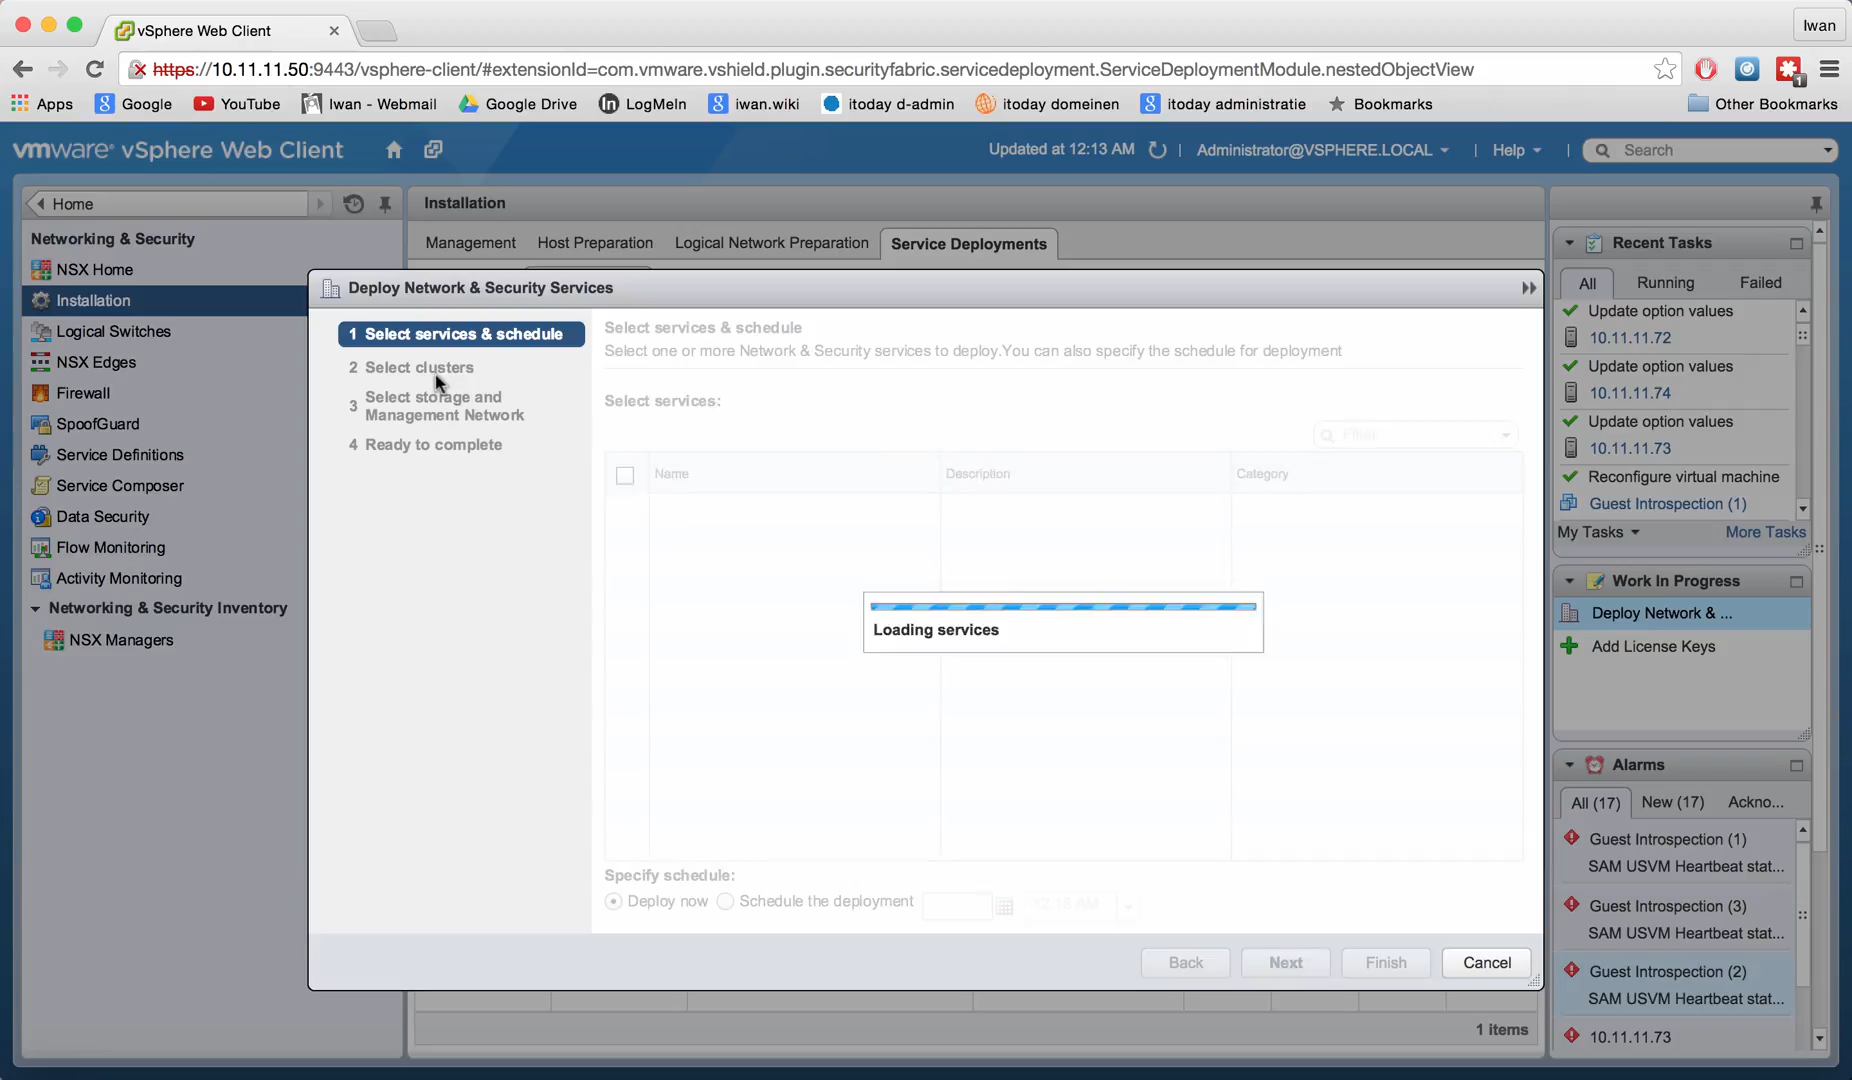 vSphere Web Client
Iwan
https://10.11.11.50:9443/vsphere-client/#extensionId=com.vmware.vshield.plugin.securityfabric.servicedeployment.ServiceDeploymentModule.nestedObjectView
Apps Google YouTube Iwan - Webmail Google Drive LogMeIn iwan.wiki itoday d-admin itoday domeinen itoday administratie Bookmarks Other Bookmarks
vmware vSphere Web Client Updated at 12:13 AM | Administrator@VSPHERE.LOCAL | Help | Search
Home
Networking & Security
NSX Home
Installation
Logical Switches
NSX Edges
Firewall
SpoofGuard
Service Definitions
Service Composer
Data Security
Flow Monitoring
Activity Monitoring
Networking & Security Inventory
NSX Managers
Installation
Management Host Preparation Logical Network Preparation Service Deployments
Deploy Network & Security Services
1 Select services & schedule
2 Select clusters
3 Select storage and
Management Network
4 Ready to complete
Select services & schedule
Select one or more Network & Security services to deploy.You can also specify the schedule for deployment
Select services:
Filter
Name Description Category
Loading services
Specify schedule:
Deploy now Schedule the deployment 12:18 AM
Back Next Finish Cancel
1 items
Recent Tasks
All Running Failed
Update option values
10.11.11.72
Update option values
10.11.11.74
Update option values
10.11.11.73
Reconfigure virtual machine
Guest Introspection (1)
My Tasks More Tasks
Work In Progress
Deploy Network & ...
Add License Keys
Alarms
All (17) New (17) Ackno...
Guest Introspection (1)
SAM USVM Heartbeat stat...
Guest Introspection (3)
SAM USVM Heartbeat stat...
Guest Introspection (2)
SAM USVM Heartbeat stat...
10.11.11.73